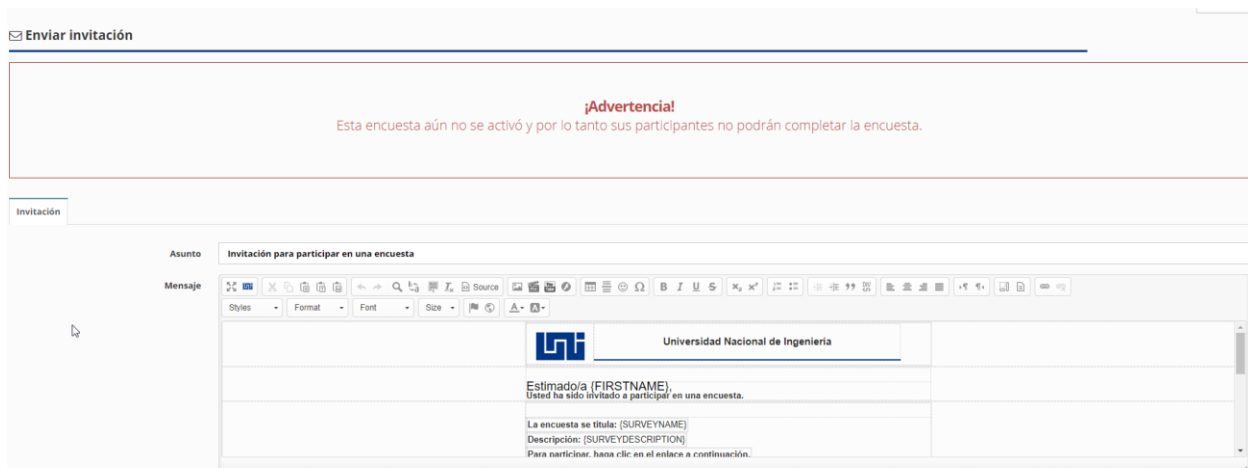 Enviar invitación
¡Advertencia!
Esta encuesta aún no se activó y por lo tanto sus participantes no podrán completar la encuesta.
Invitación
Asunto
Invitación para participar en una encuesta
Mensaje
Source
B I U S
Styles Format Font Size
Universidad Nacional de Ingeniería
Estimado/a {FIRSTNAME},
Usted ha sido invitado a participar en una encuesta.
La encuesta se titula: {SURVEYNAME}
Descripción: {SURVEYDESCRIPTION}
Para participar, haga clic en el enlace a continuación.